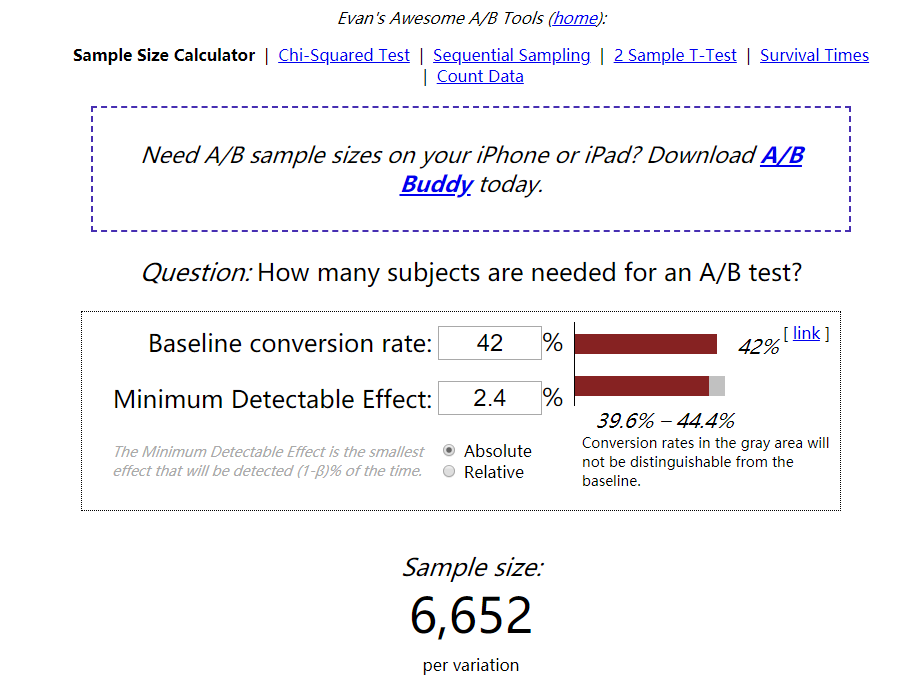 Evan's Awesome A/B Tools (home):
Sample Size Calculator | Chi-Squared Test | Sequential Sampling | 2 Sample T-Test | Survival Times
| Count Data
Need A/B sample sizes on your iPhone or iPad? Download A/B
Buddy today.
Question: How many subjects are needed for an A/B test?
Baseline conversion rate: 42 %
42%
[ link ]
Minimum Detectable Effect: 2.4 %
39.6% – 44.4%
The Minimum Detectable Effect is the smallest
effect that will be detected (1-β)% of the time.
Absolute
Relative
Conversion rates in the gray area will
not be distinguishable from the
baseline.
Sample size:
6,652
per variation